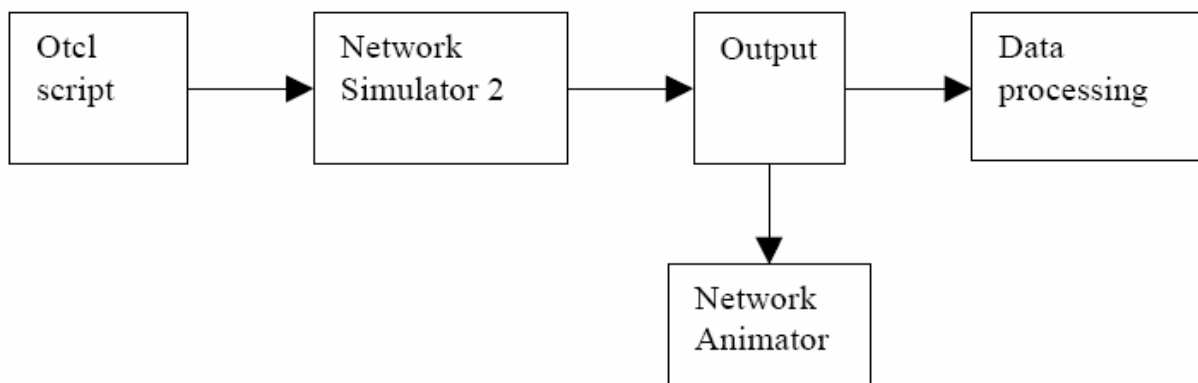 Otcl
script
Network
Simulator 2
Output
Data
processing
Network
Animator